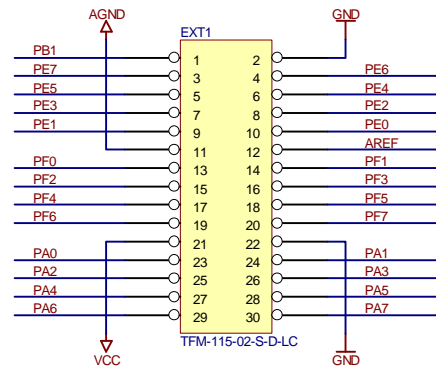 AGND GND
EXT1
PB1 1 2
PE7 3 4 PE6
PE5 5 6 PE4
PE3 7 8 PE2
PE1 9 10 PE0
11 12 AREF
PF0 13 14 PF1
PF2 15 16 PF3
PF4 17 18 PF5
PF6 19 20 PF7
21 22
PA0 23 24 PA1
PA2 25 26 PA3
PA4 27 28 PA5
PA6 29 30 PA7
TFM-115-02-S-D-LC
VCC GND